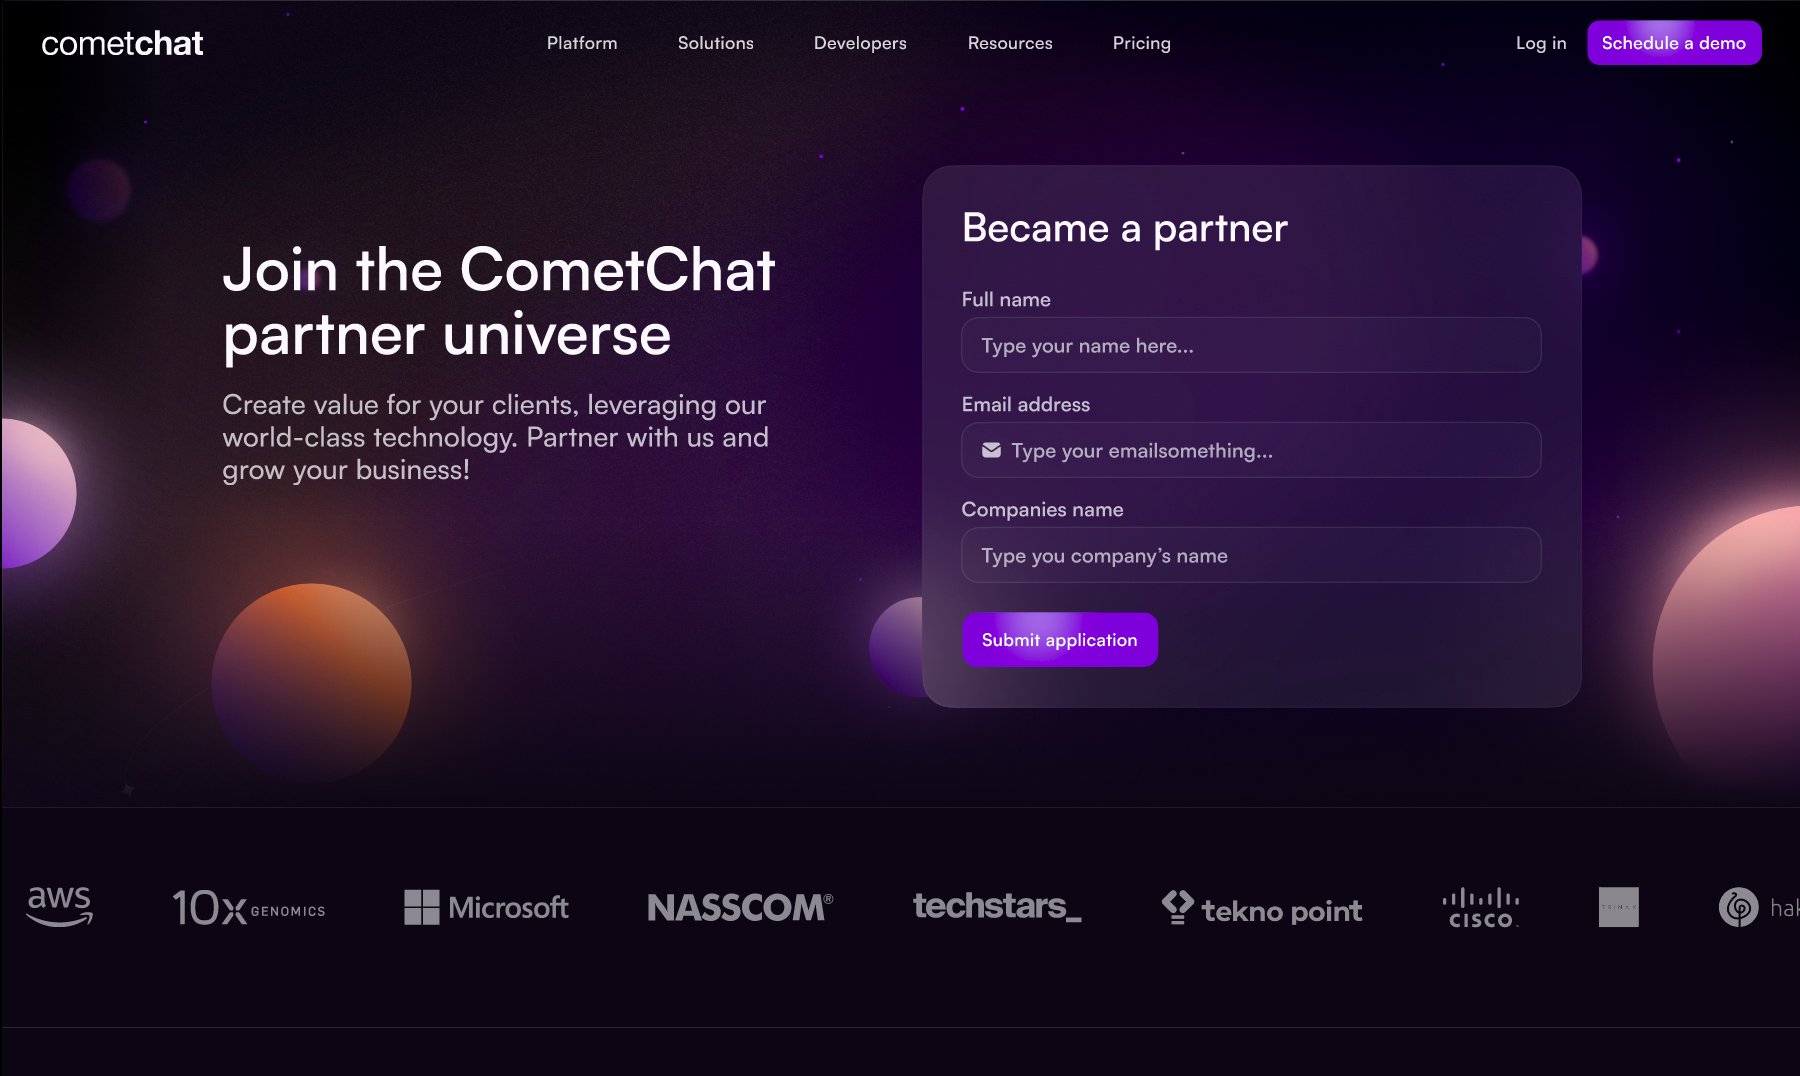 cometchat
Platform
Solutions
Developers
Resources
Pricing
Log in
Schedule a demo
Join the CometChat
partner universe
Create value for your clients, leveraging our
world-class technology. Partner with us and
grow your business!
Became a partner
Full name
Type your name here...
Email address
Type your emailsomething...
Companies name
Type you company’s name
Submit application
aws
10x GENOMICS
Microsoft
NASSCOM®
techstars_
tekno point
CISCO
TRIMAX
hak